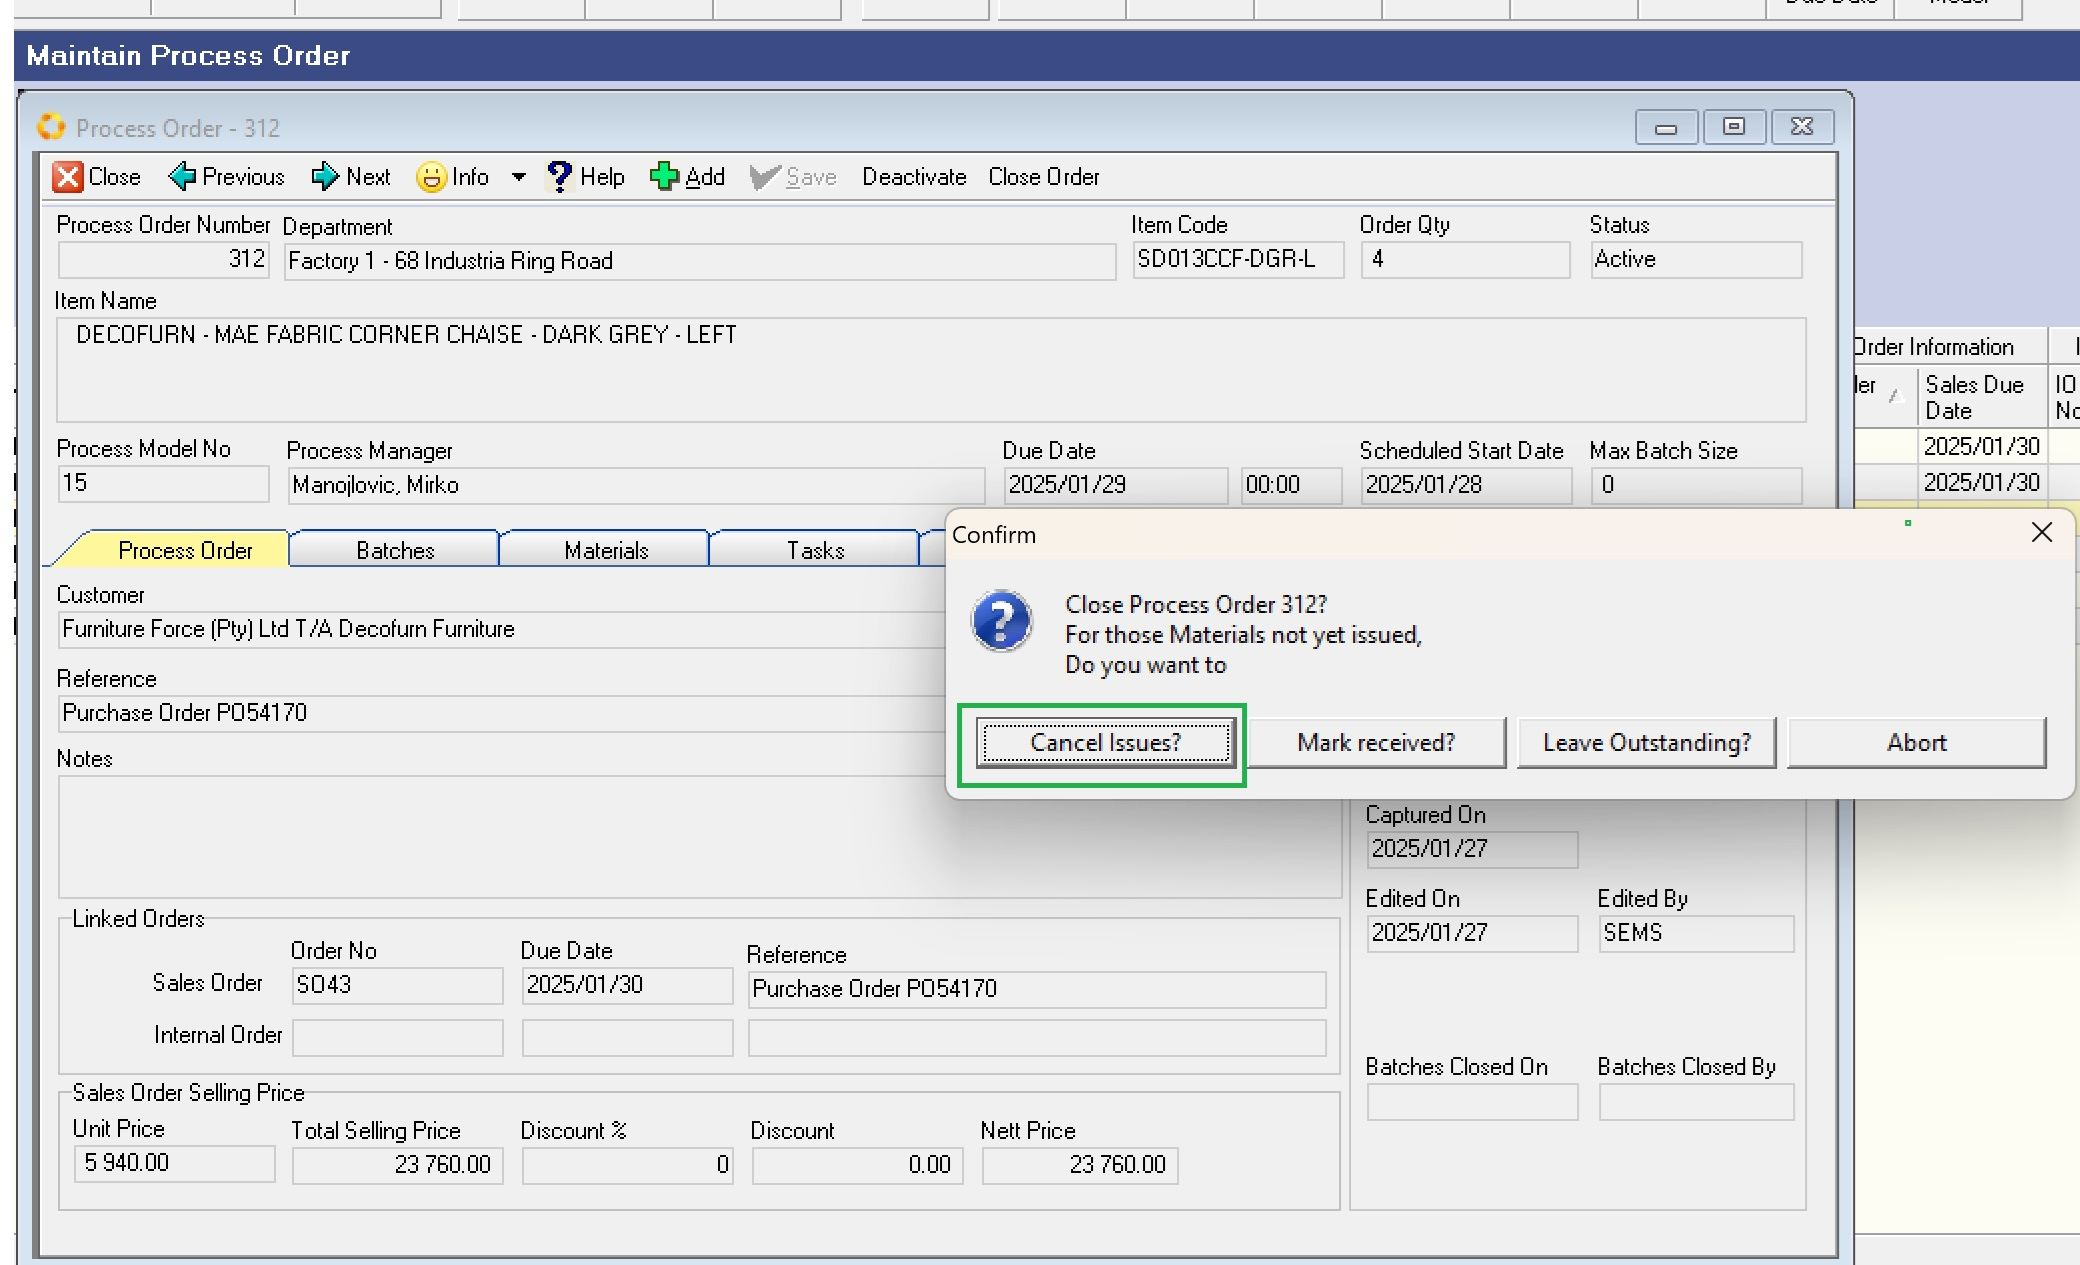 Maintain Process Order
Process Order - 312
Close Previous Next Info Help Add Save Deactivate Close Order
Process Order Number Department Item Code Order Qty Status
312 Factory 1 - 68 Industria Ring Road SD013CCF-DGR-L 4 Active
Item Name
DECOFURN - MAE FABRIC CORNER CHAISE - DARK GREY - LEFT
Order Information
Sales Due Date IO
2025/01/30
2025/01/30
Process Model No Process Manager Due Date Scheduled Start Date Max Batch Size
15 Manojlovic, Mirko 2025/01/29 00:00 2025/01/28 0
Process Order Batches Materials Tasks
Confirm
Close Process Order 312?
For those Materials not yet issued,
Do you want to
Cancel Issues? Mark received? Leave Outstanding? Abort
Customer
Furniture Force (Pty) Ltd T/A Decofurn Furniture
Reference
Purchase Order PO54170
Notes
Captured On
2025/01/27
Edited On Edited By
2025/01/27 SEMS
Linked Orders
Order No Due Date Reference
Sales Order SO43 2025/01/30 Purchase Order PO54170
Internal Order
Batches Closed On Batches Closed By
Sales Order Selling Price
Unit Price Total Selling Price Discount % Discount Nett Price
5 940.00 23 760.00 0 0.00 23 760.00